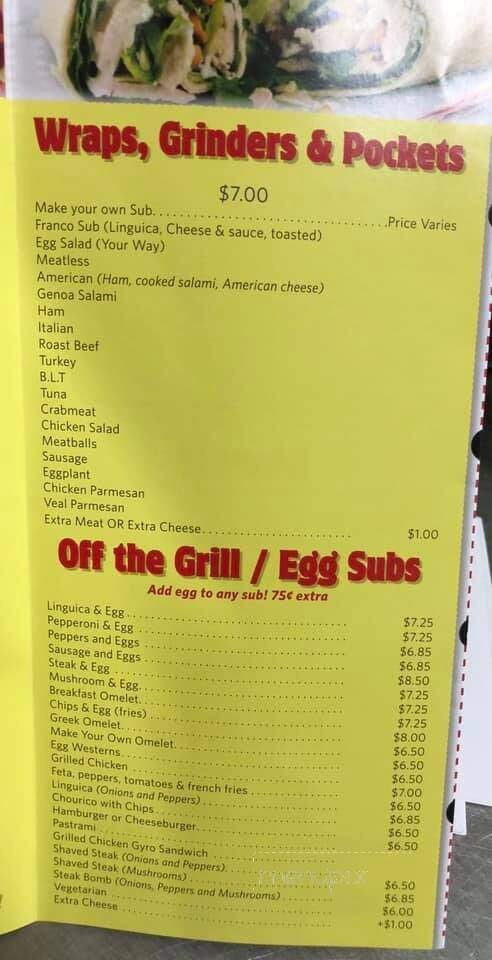 Wraps, Grinders & Pockets
$7.00
Make your own Sub. . . . . . . . . . . . . . . . . . . . . . . . . . . . . . . . . . .Price Varies
Franco Sub (Linguica, Cheese & sauce, toasted)
Egg Salad (Your Way)
Meatless
American (Ham, cooked salami, American cheese)
Genoa Salami
Ham
Italian
Roast Beef
Turkey
B.L.T
Tuna
Crabmeat
Chicken Salad
Meatballs
Sausage
Eggplant
Chicken Parmesan
Veal Parmesan
Extra Meat OR Extra Cheese. . . . . . . . . . . . . . . . . . . . . . . $1.00
Off the Grill / Egg Subs
Add egg to any sub! 75¢ extra
Linguica & Egg . . . . . . . . . . . . . . . . . . . . $7.25
Pepperoni & Egg . . . . . . . . . . . . . . . . . . . . $7.25
Peppers and Eggs . . . . . . . . . . . . . . . . . . . . $6.85
Sausage and Eggs . . . . . . . . . . . . . . . . . . . . $6.85
Steak & Egg . . . . . . . . . . . . . . . . . . . . $8.50
Mushroom & Egg. . . . . . . . . . . . . . . . . . . . $7.25
Breakfast Omelet. . . . . . . . . . . . . . . . . . . . $7.25
Chips & Egg (fries) . . . . . . . . . . . . . . . . . . . . $7.25
Greek Omelet. . . . . . . . . . . . . . . . . . . . $8.00
Make Your Own Omelet. . . . . . . . . . . . . . . . . . . . $6.50
Egg Westerns. . . . . . . . . . . . . . . . . . . . $6.50
Grilled Chicken . . . . . . . . . . . . . . . . . . . . $6.50
Feta, peppers, tomatoes & french fries . . . . . . . . . . $7.00
Linguica (Onions and Peppers) . . . . . . . . . . . . . . . $6.50
Chourico with Chips. . . . . . . . . . . . . . . . . . . . $6.85
Hamburger or Cheeseburger. . . . . . . . . . . . . . . . . $6.50
Pastrami . . . . . . . . . . . . . . . . . . . . $6.50
Grilled Chicken Gyro Sandwich . . . . . . . . . . . . . . .
Shaved Steak (Onions and Peppers).
Shaved Steak (Mushrooms) . . . . . . . . . . $6.50
Steak Bomb (Onions, Peppers and Mushrooms) . . . . . . . $6.85
Vegetarian . . . . . . . . . . . . . . . . . . . . $6.00
Extra Cheese . . . . . . . . . . . . . . . . . . . . +$1.00